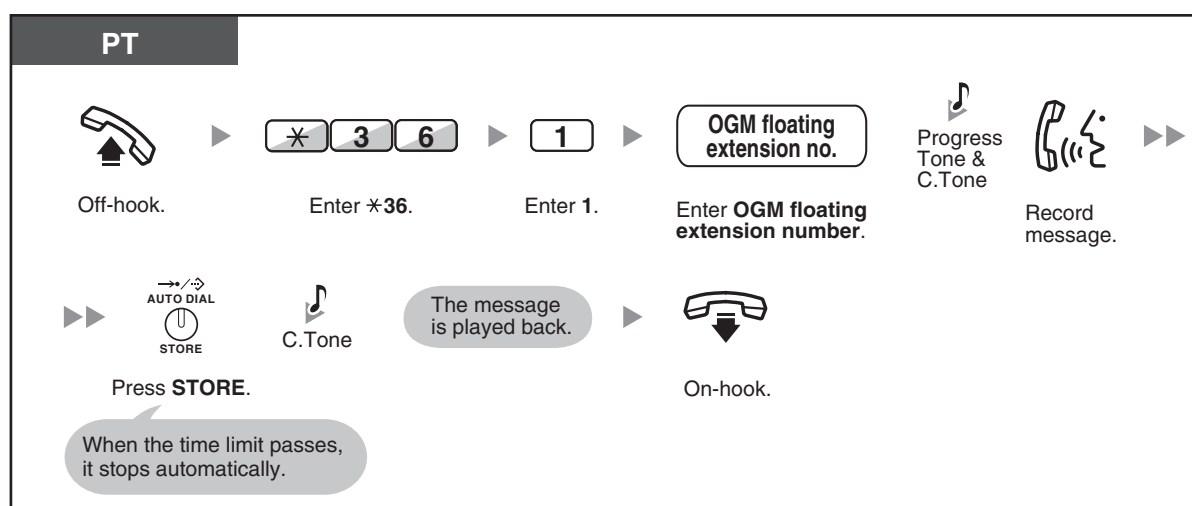 PT
✳ 3 6
1
OGM floating
extension no.
Progress
Tone &
C.Tone
Off-hook.
Enter ✳36.
Enter 1.
Enter OGM floating
extension number.
Record
message.
AUTO DIAL
STORE
C.Tone
The message
is played back.
Press STORE.
On-hook.
When the time limit passes,
it stops automatically.